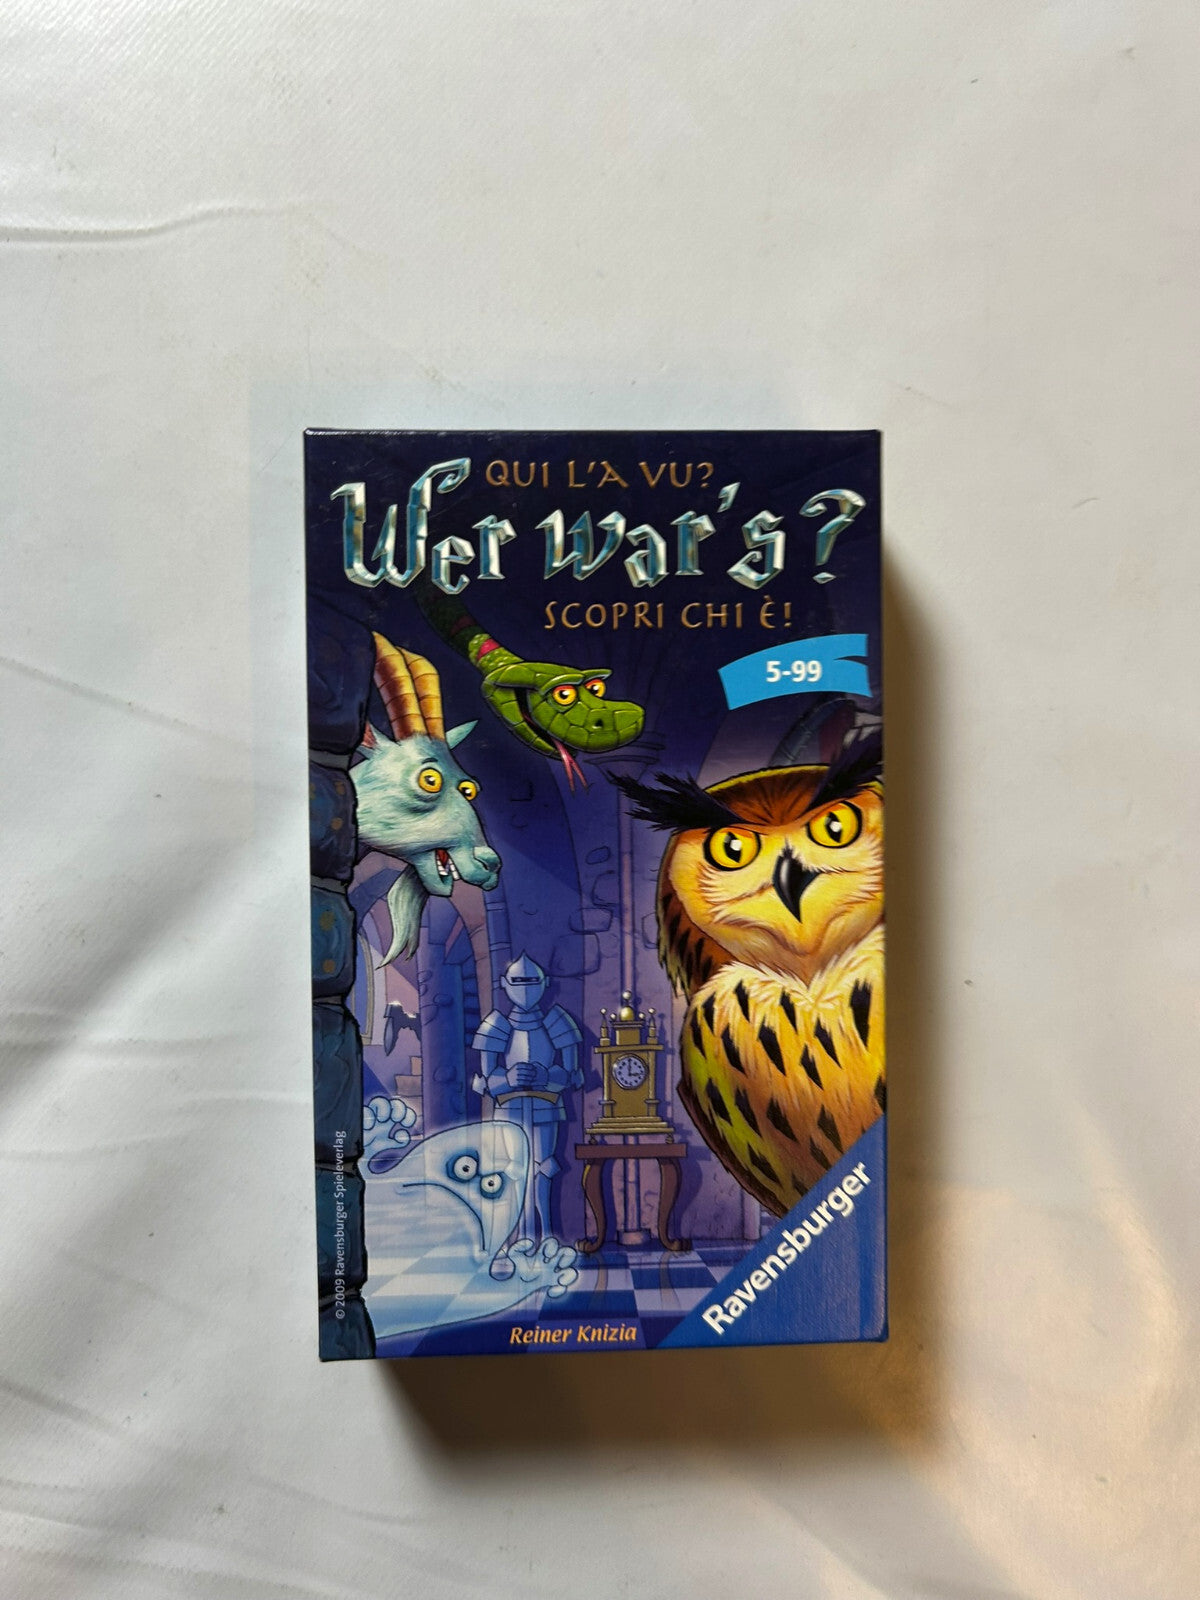 QUI L'A VU?
Wer war's?
SCOPRI CHI È!
5-99
© 2009 Ravensburger Spieleverlag
Reiner Knizia
Ravensburger